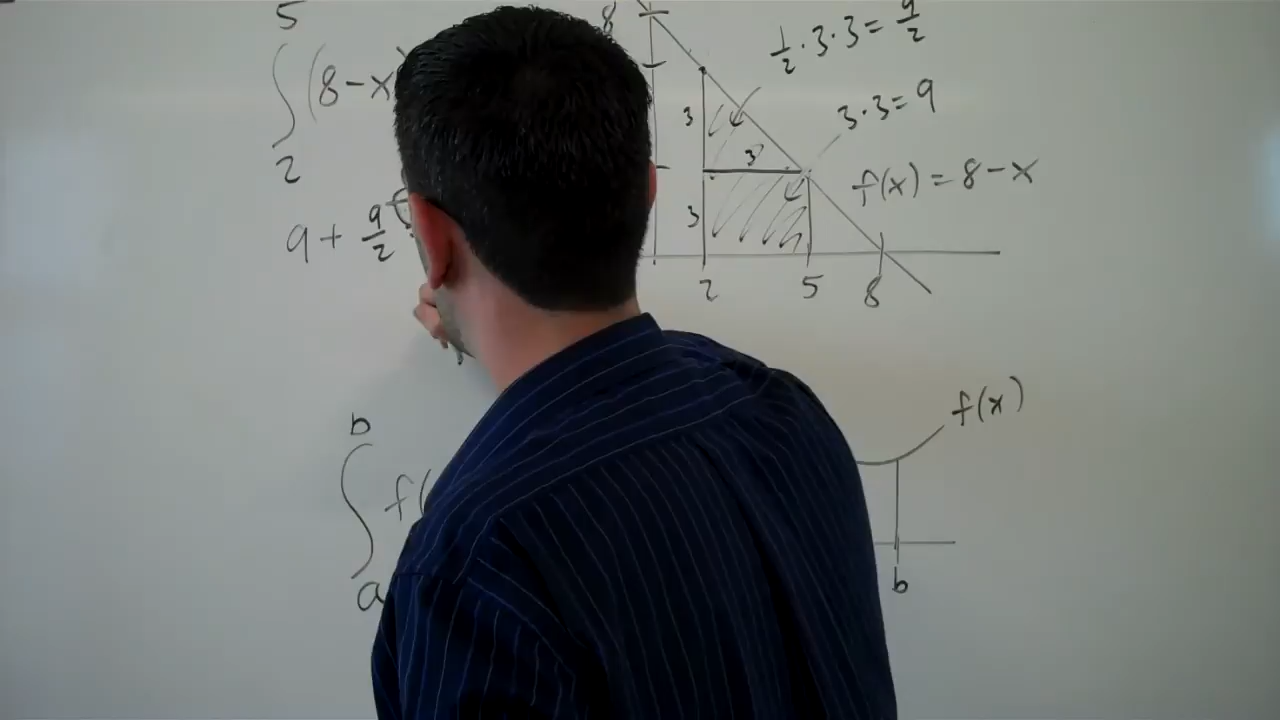 5
∫ (8-x)
2
9 + 9/2
8
1/2 · 3 · 3 = 9/2
3 · 3 = 9
f(x) = 8-x
3
3
3
2 5 8
b
∫ f(
a
f(x)
b